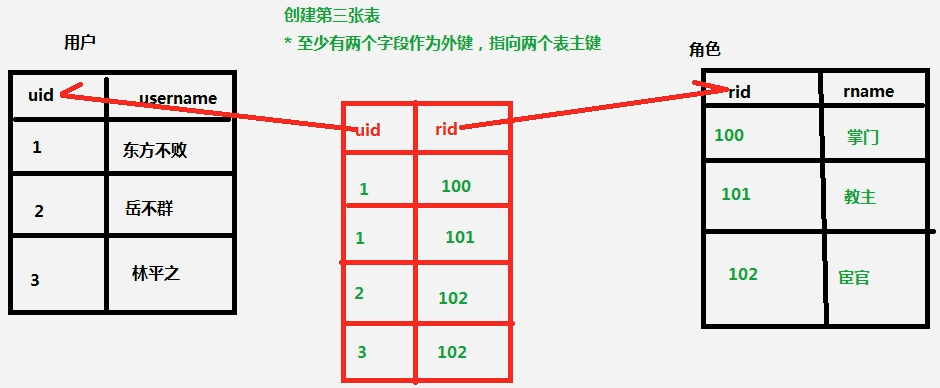 创建第三张表
* 至少有两个字段作为外键，指向两个表主键
用户
uid username
1 东方不败
2 岳不群
3 林平之
uid rid
1 100
1 101
2 102
3 102
角色
rid rname
100 掌门
101 教主
102 宦官